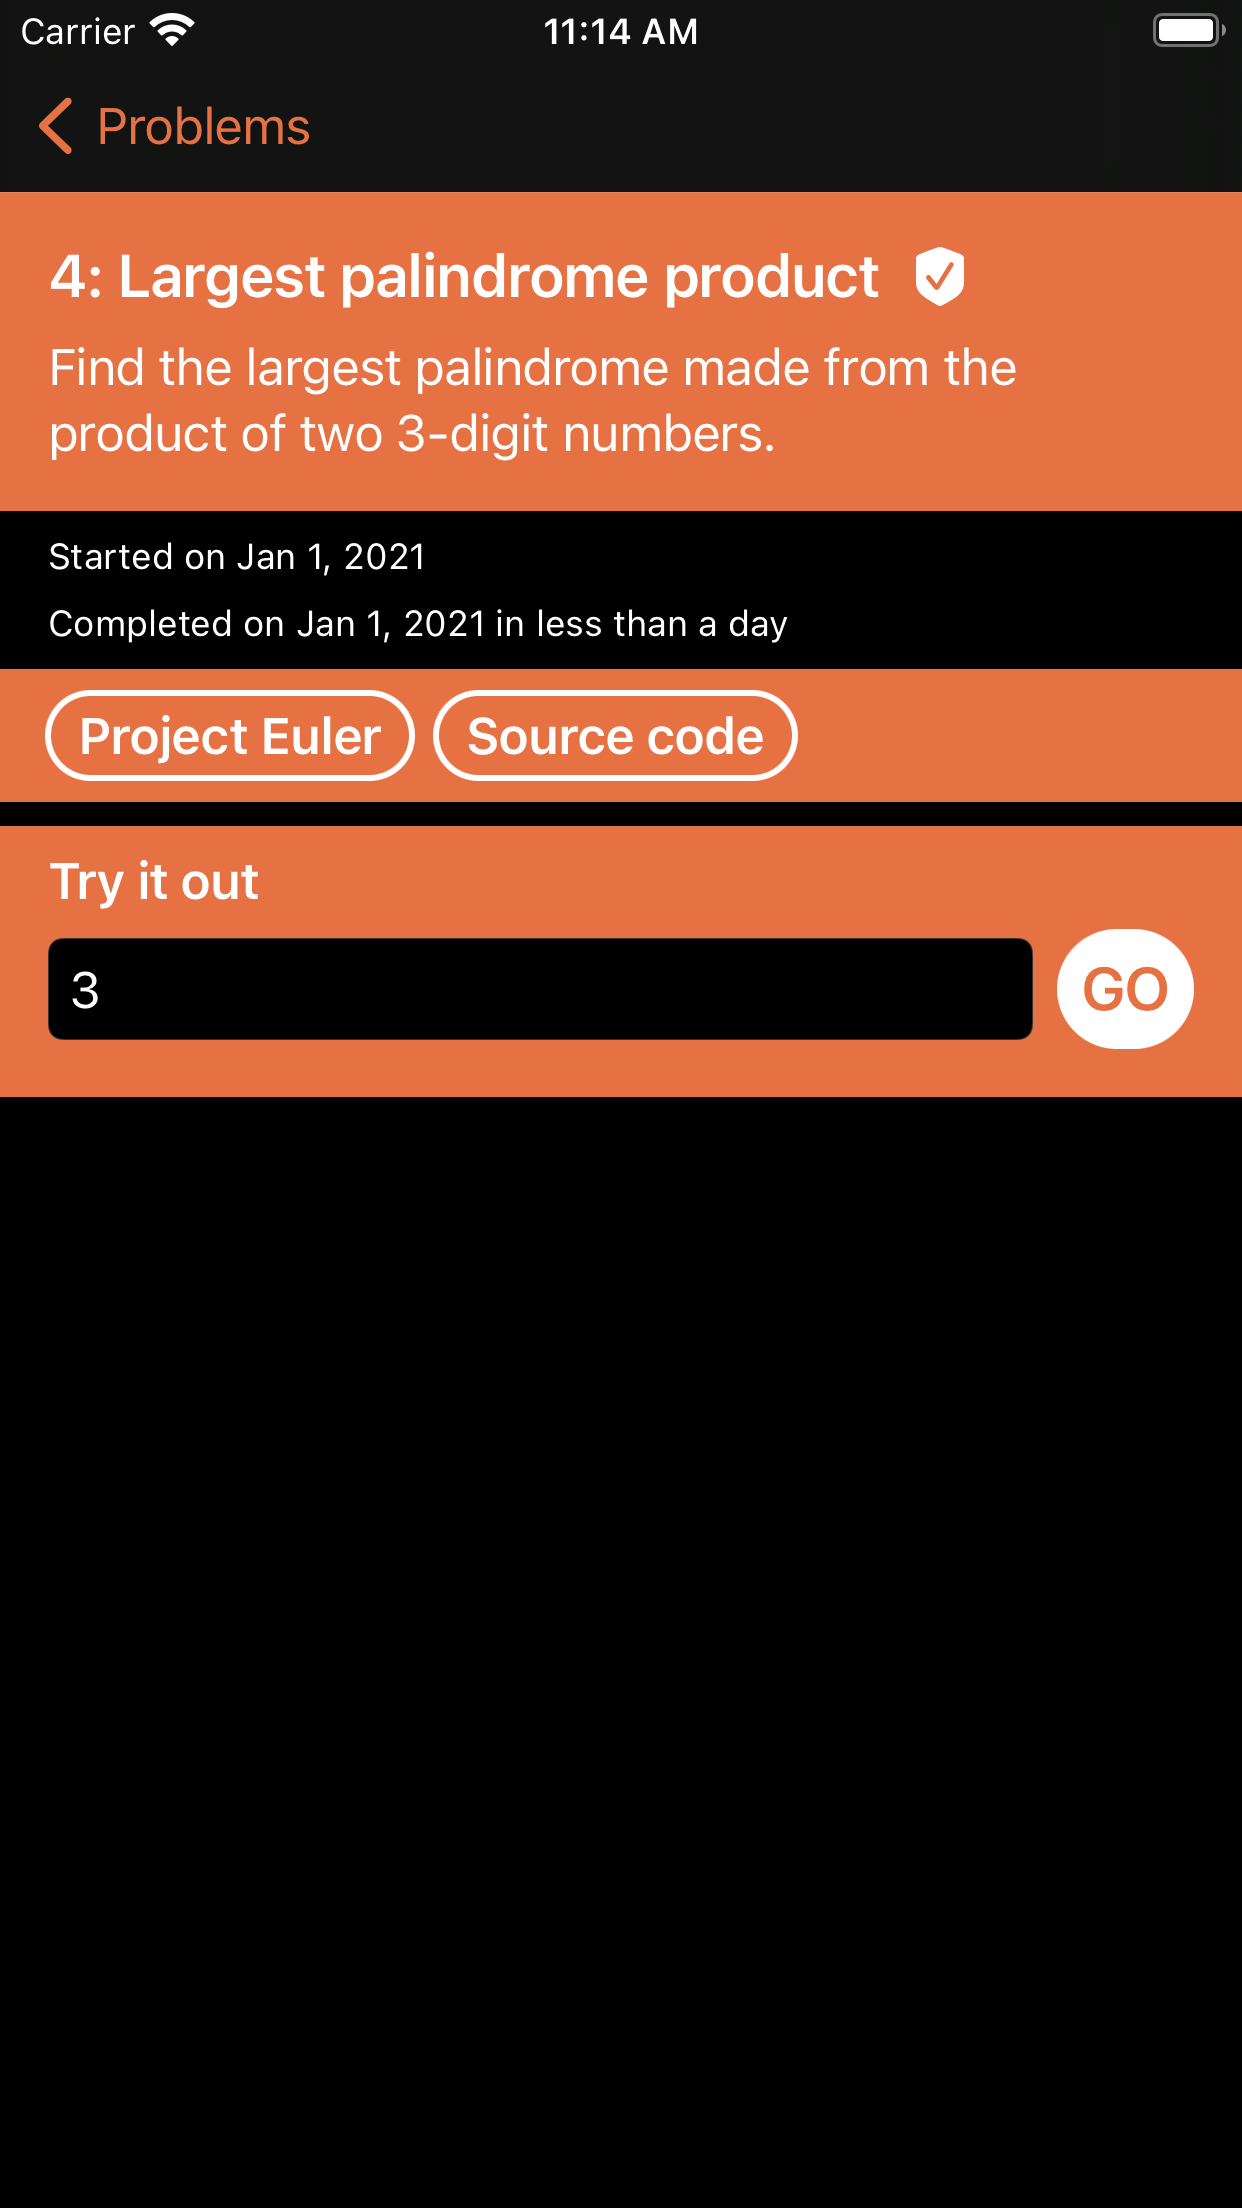 Carrier 11:14 AM
Problems
4: Largest palindrome product
Find the largest palindrome made from the
product of two 3-digit numbers.
Started on Jan 1, 2021
Completed on Jan 1, 2021 in less than a day
Project Euler Source code
Try it out
3 GO